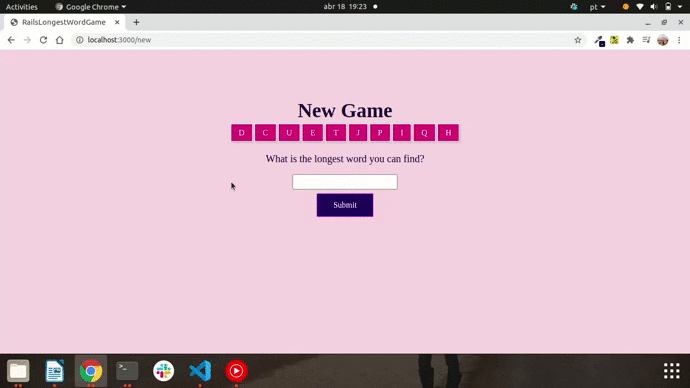 Activities Google Chrome abr 18 19:23 pt
RailsLongestWordGame
localhost:3000/new
New Game
D C U E T J P I Q H
What is the longest word you can find?
Submit